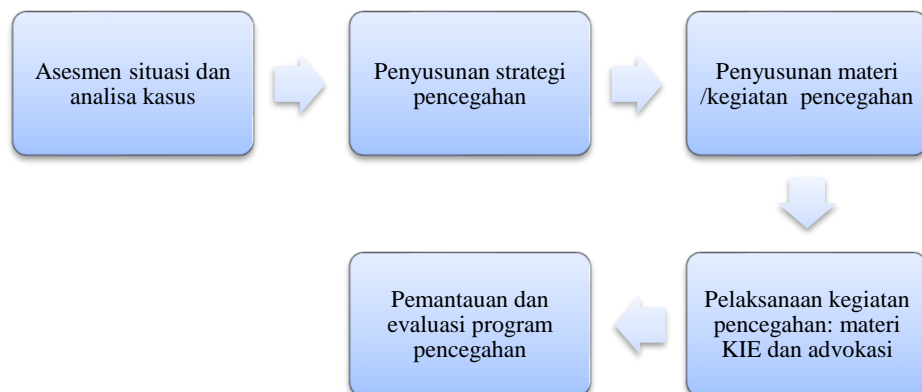 Asesmen situasi dan
analisa kasus
Penyusunan strategi
pencegahan
Penyusunan materi
/kegiatan pencegahan
Pelaksanaan kegiatan
pencegahan: materi
KIE dan advokasi
Pemantauan dan
evaluasi program
pencegahan